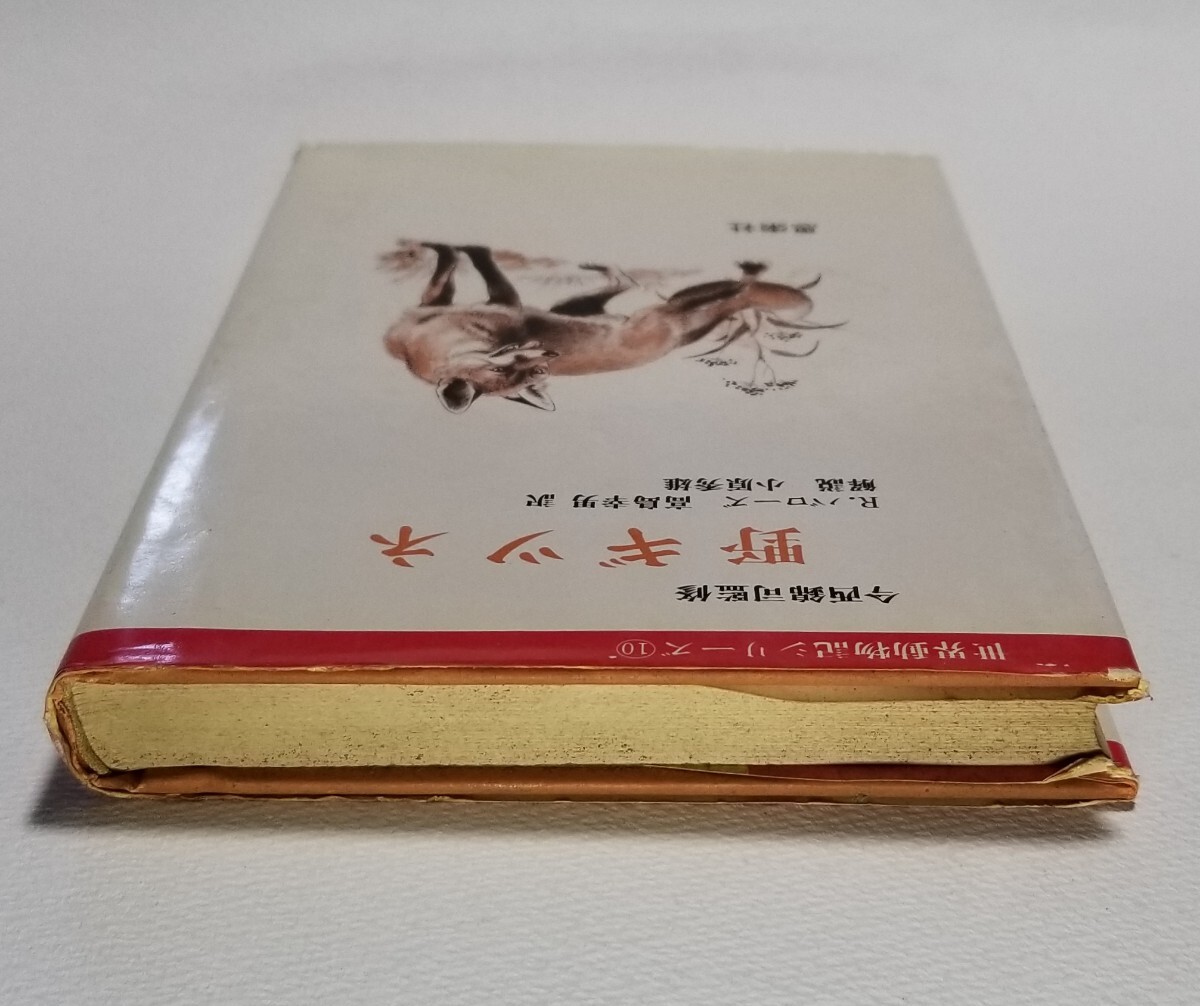 世界動物記シリーズ⑩
今西錦司監修
野ギツネ
R.バローズ 高島幸男 訳
解説 小原秀雄
思索社